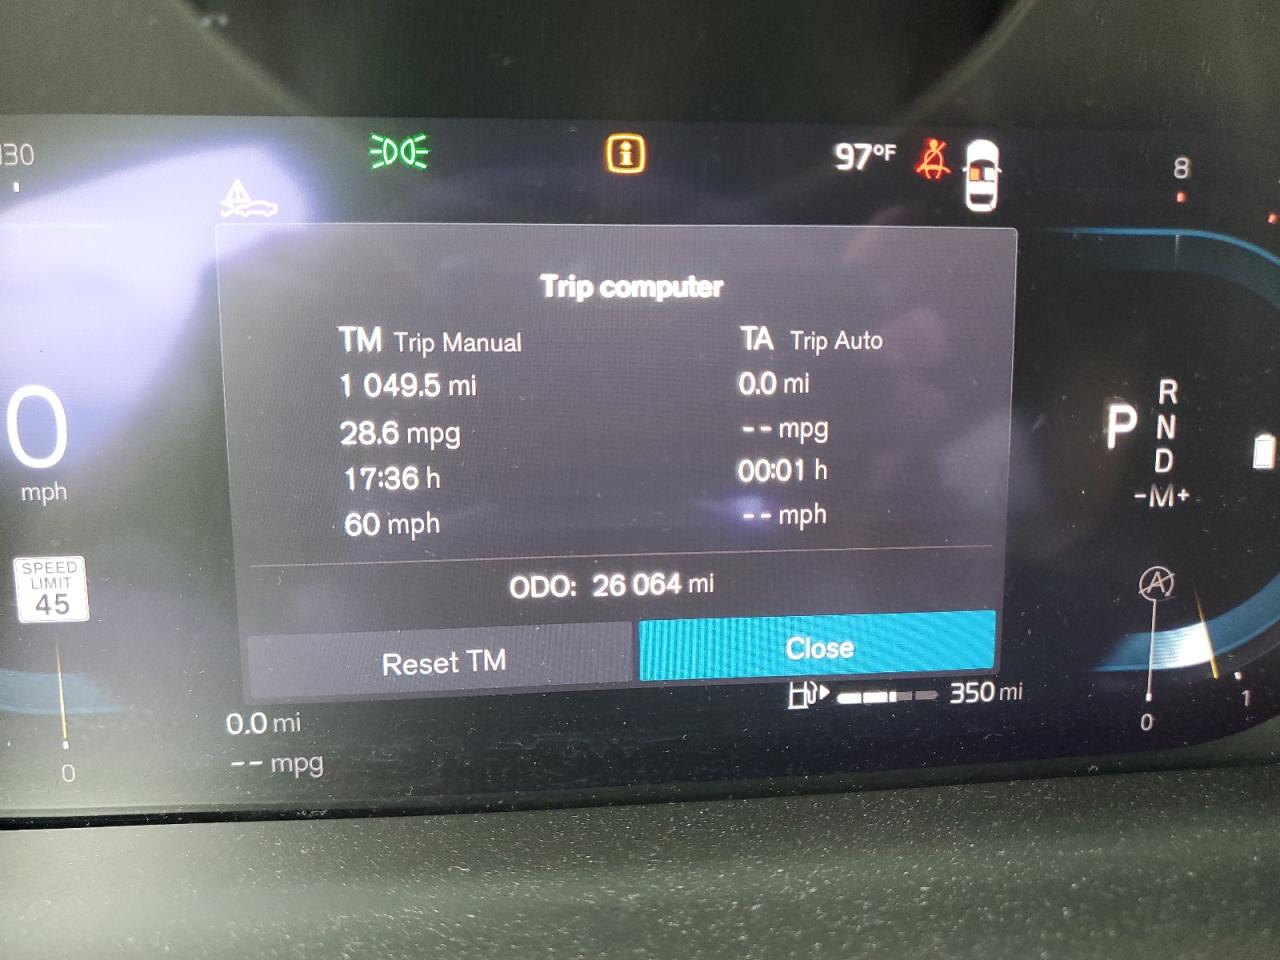 130
97°F
8
Trip computer
TM Trip Manual
TA Trip Auto
1 049.5 mi
0.0 mi
28.6 mpg
-- mpg
17:36 h
00:01 h
60 mph
-- mph
ODO: 26 064 mi
Reset TM
Close
0
mph
SPEED
LIMIT
45
P
R
N
D
-M+
A
350 mi
0.0 mi
-- mpg
0
0
1